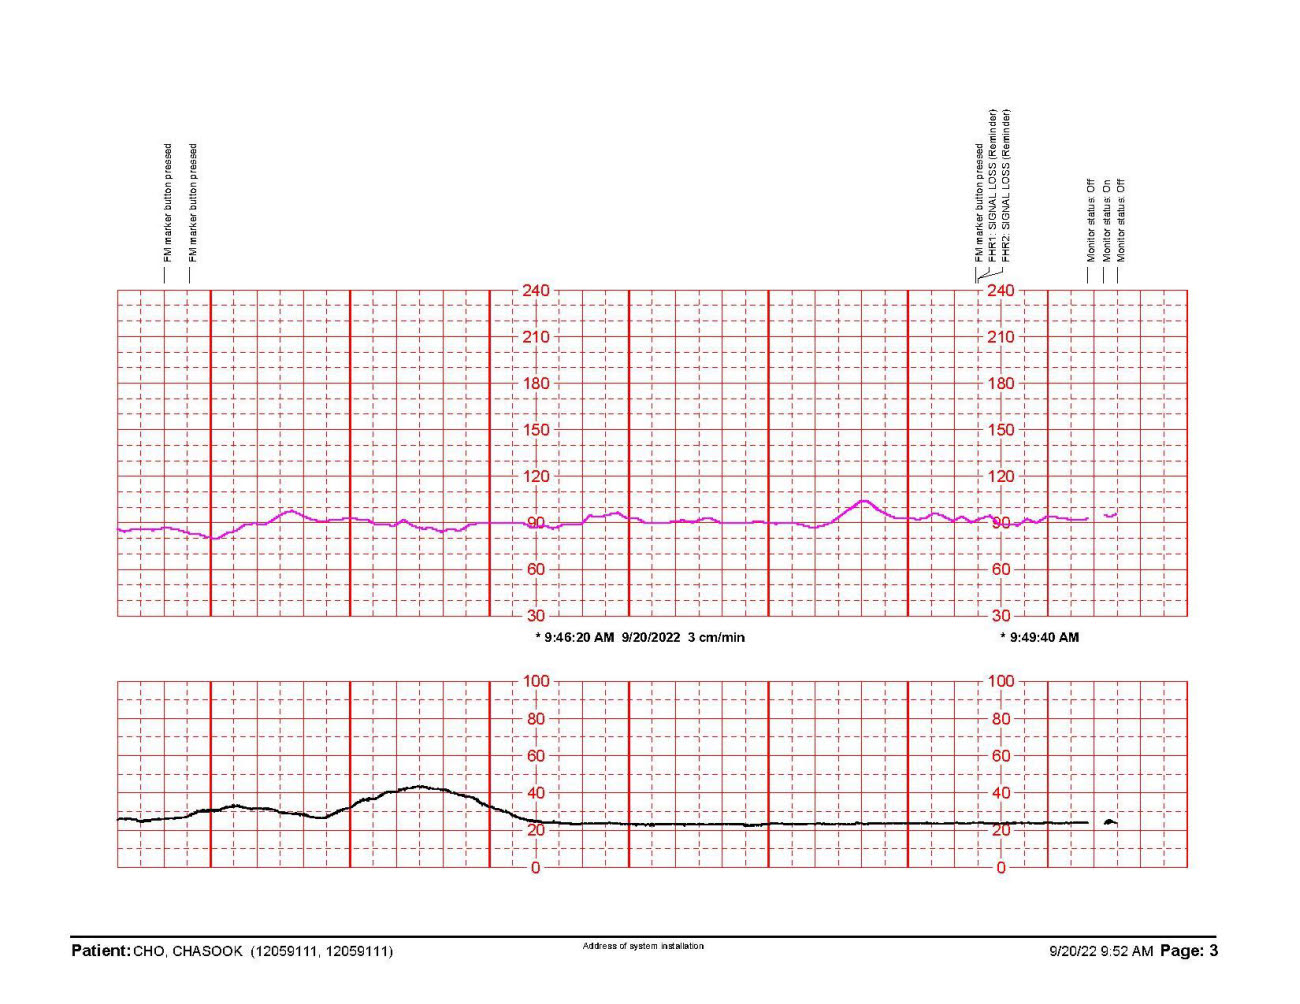 FM marker button pressed
FM marker button pressed
FM marker button pressed
FHR1: SIGNAL LOSS (Reminder)
FHR2: SIGNAL LOSS (Reminder)
Monitor status: Off
Monitor status: On
Monitor status: Off
240 240
210 210
180 180
150 150
120 120
90 90
60 60
30 30
* 9:46:20 AM 9/20/2022 3 cm/min * 9:49:40 AM
100 100
80 80
60 60
40 40
20 20
0 0
Patient: CHO, CHASOOK (12059111, 12059111) Address of system installation 9/20/22 9:52 AM Page: 3